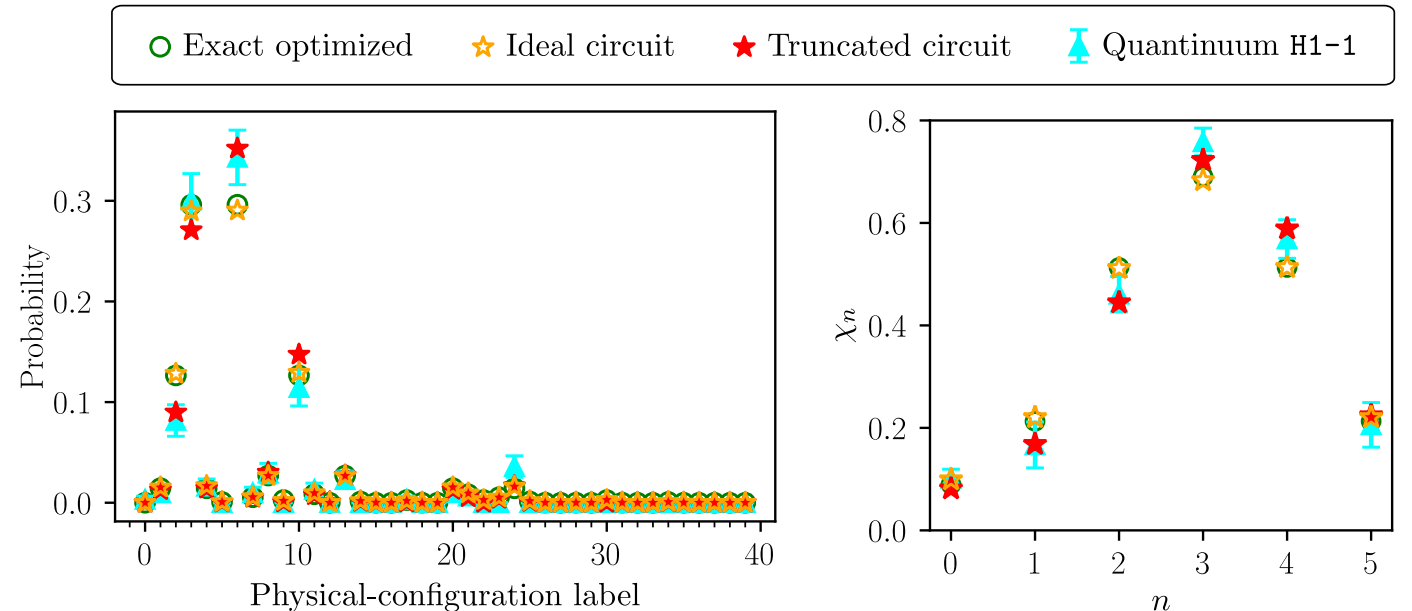 Exact optimized Ideal circuit Truncated circuit Quantinuum H1-1
Probability
0.3
0.2
0.1
0.0
0 10 20 30 40
Physical-configuration label
χn
0.8
0.6
0.4
0.2
0.0
0 1 2 3 4 5
n